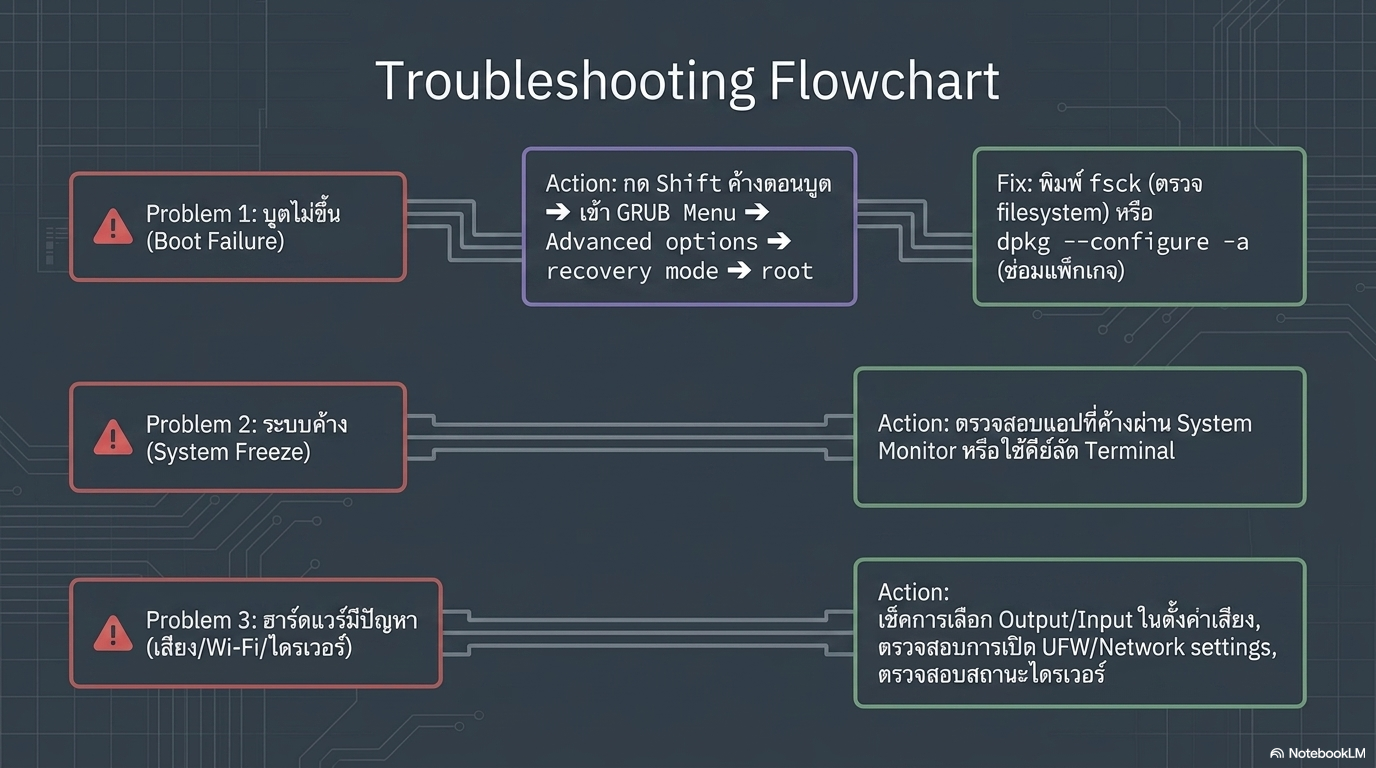 Troubleshooting Flowchart
Problem 1: บูตไม่ขึ้น
(Boot Failure)
Action: กด Shift ค้างตอนบูต
➔ เข้า GRUB Menu ➔
Advanced options ➔
recovery mode ➔ root
Fix: พิมพ์ fsck (ตรวจ
filesystem) หรือ
dpkg --configure -a
(ซ่อมแพ็กเกจ)
Problem 2: ระบบค้าง
(System Freeze)
Action: ตรวจสอบแอปที่ค้างผ่าน System
Monitor หรือใช้คีย์ลัด Terminal
Problem 3: ฮาร์ดแวร์มีปัญหา
(เสียง/Wi-Fi/ไดรเวอร์)
Action:
เช็คการเลือก Output/Input ในตั้งค่าเสียง,
ตรวจสอบการเปิด UFW/Network settings,
ตรวจสอบสถานะไดรเวอร์
NotebookLM